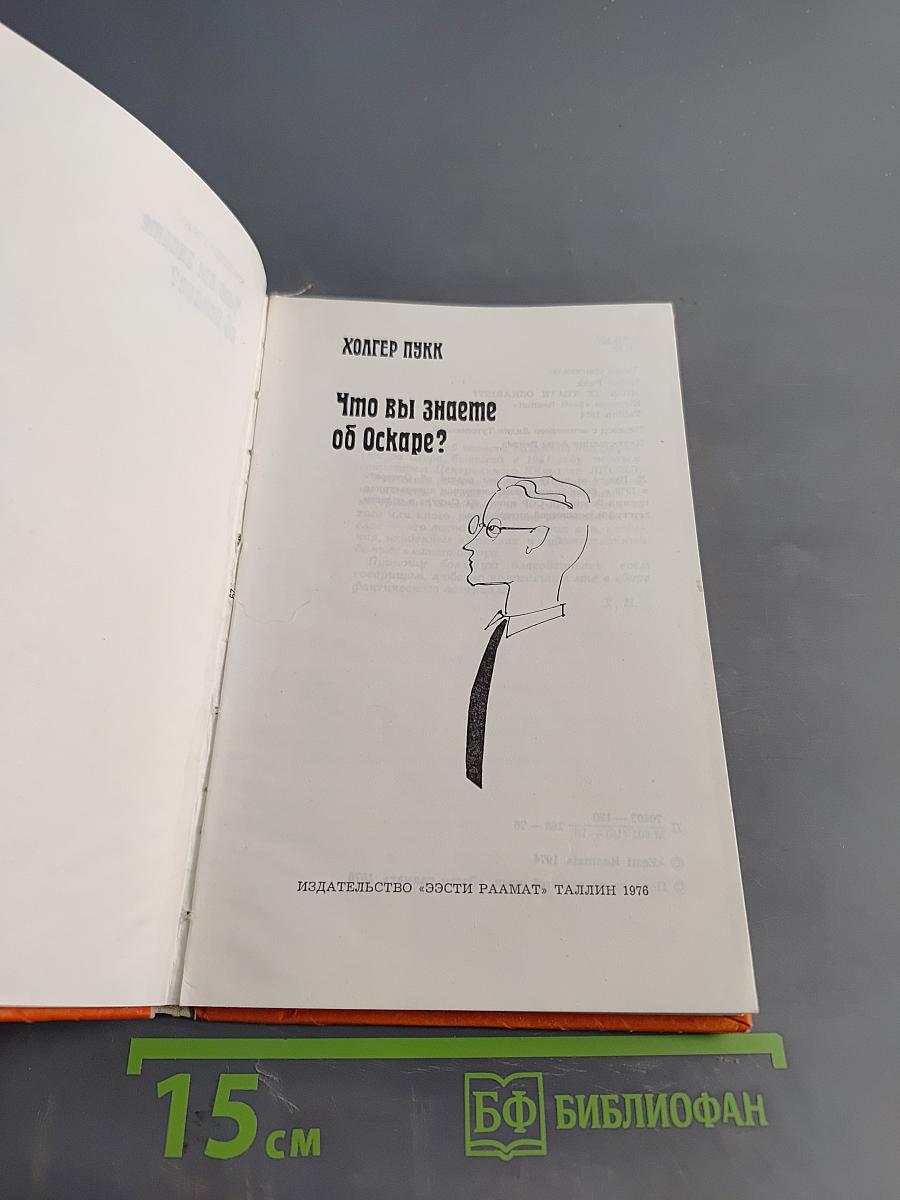 ХОЛГЕР ПУКК
Что вы знаете
об Оскаре?
ИЗДАТЕЛЬСТВО «ЭЭСТИ РААМАТ» ТАЛЛИН 1976
15 см
БФ БИБЛИОФАН